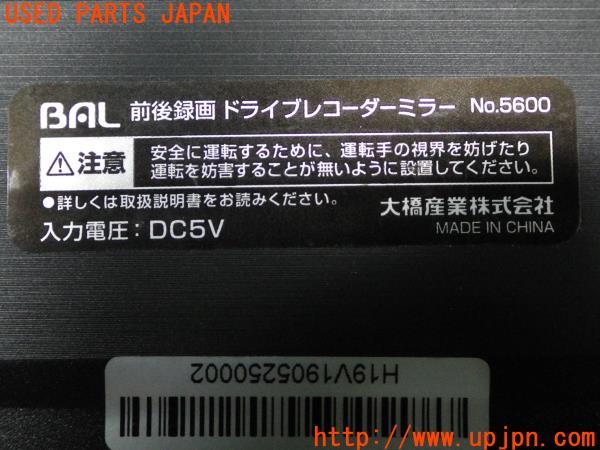 USED PARTS JAPAN
BAL 前後録画 ドライブレコーダーミラー No.5600
⚠注意 安全に運転するために、運転手の視界を妨げたり
運転を妨害することが無いように設置してください。
●詳しくは取扱説明書をお読みください。
大橋産業株式会社
入力電圧:DC5V
MADE IN CHINA
H19V1905250002
http://www.upjpn.com